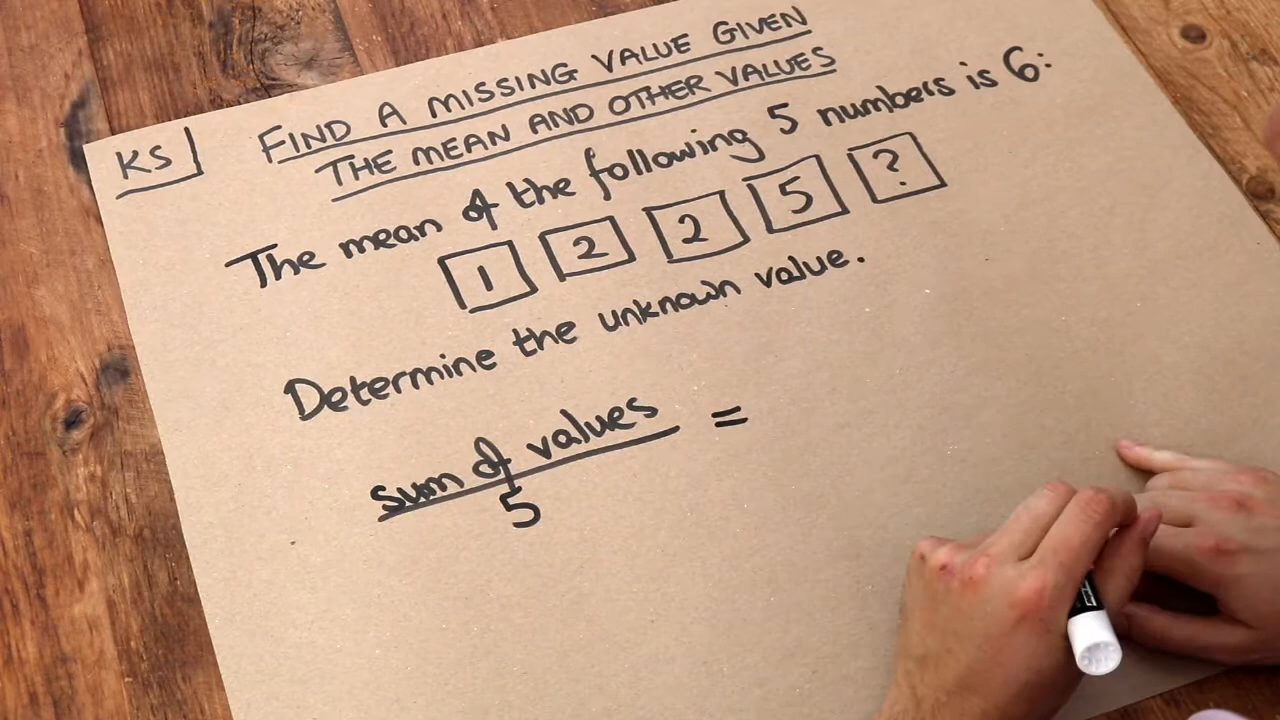 KS
FIND A MISSING VALUE GIVEN
THE MEAN AND OTHER VALUES
The mean of the following 5 numbers is 6:
1 2 2 5 ?
Determine the unknown value.
sum of values =
5